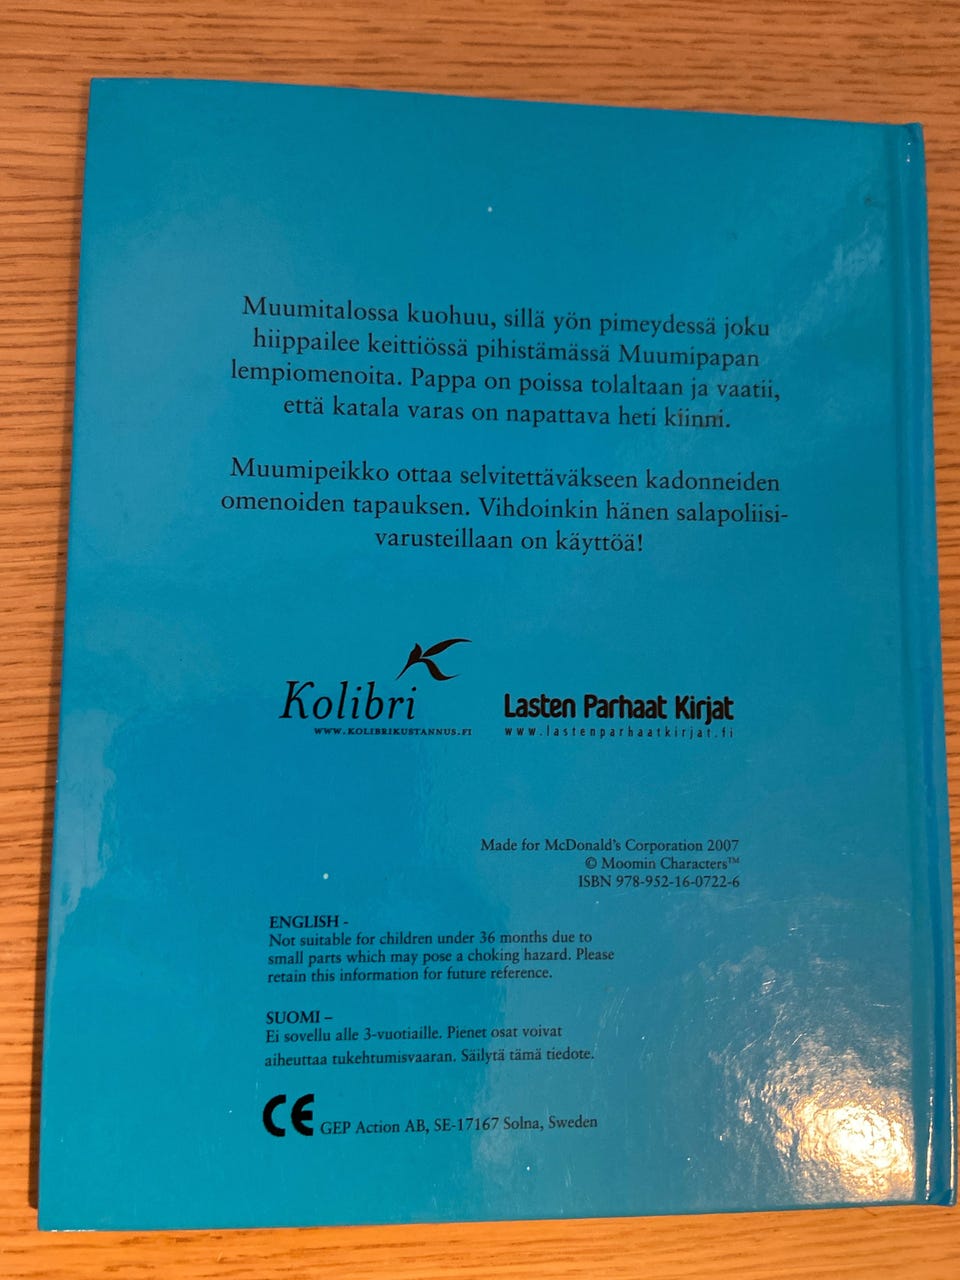 Muumitalossa kuohuu, sillä yön pimeydessä joku
hiippailee keittiössä pihistämässä Muumipapan
lempiomenoita. Pappa on poissa tolaltaan ja vaatii,
että katala varas on napattava heti kiinni.
Muumipeikko ottaa selvitettäväkseen kadonneiden
omenoiden tapauksen. Vihdoinkin hänen salapoliisi-
varusteillaan on käyttöä!
Kolibri
WWW.KOLIBRIKUSTANNUS.FI
Lasten Parhaat Kirjat
www.lastenparhaatkirjat.fi
Made for McDonald's Corporation 2007
© Moomin Characters™
ISBN 978-952-16-0722-6
ENGLISH -
Not suitable for children under 36 months due to
small parts which may pose a choking hazard. Please
retain this information for future reference.
SUOMI –
Ei sovellu alle 3-vuotiaille. Pienet osat voivat
aiheuttaa tukehtumisvaaran. Säilytä tämä tiedote.
CE GEP Action AB, SE-17167 Solna, Sweden